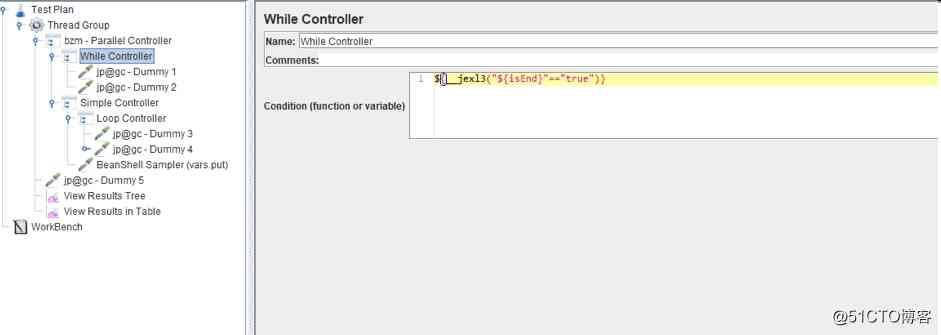 Test Plan
Thread Group
bzm - Parallel Controller
While Controller
jp@gc - Dummy 1
jp@gc - Dummy 2
Simple Controller
Loop Controller
jp@gc - Dummy 3
jp@gc - Dummy 4
BeanShell Sampler (vars.put)
jp@gc - Dummy 5
View Results Tree
View Results in Table
WorkBench
While Controller
Name: While Controller
Comments:
Condition (function or variable)
1 ${__jexl3("${isEnd}"=="true")}
@51CTO博客